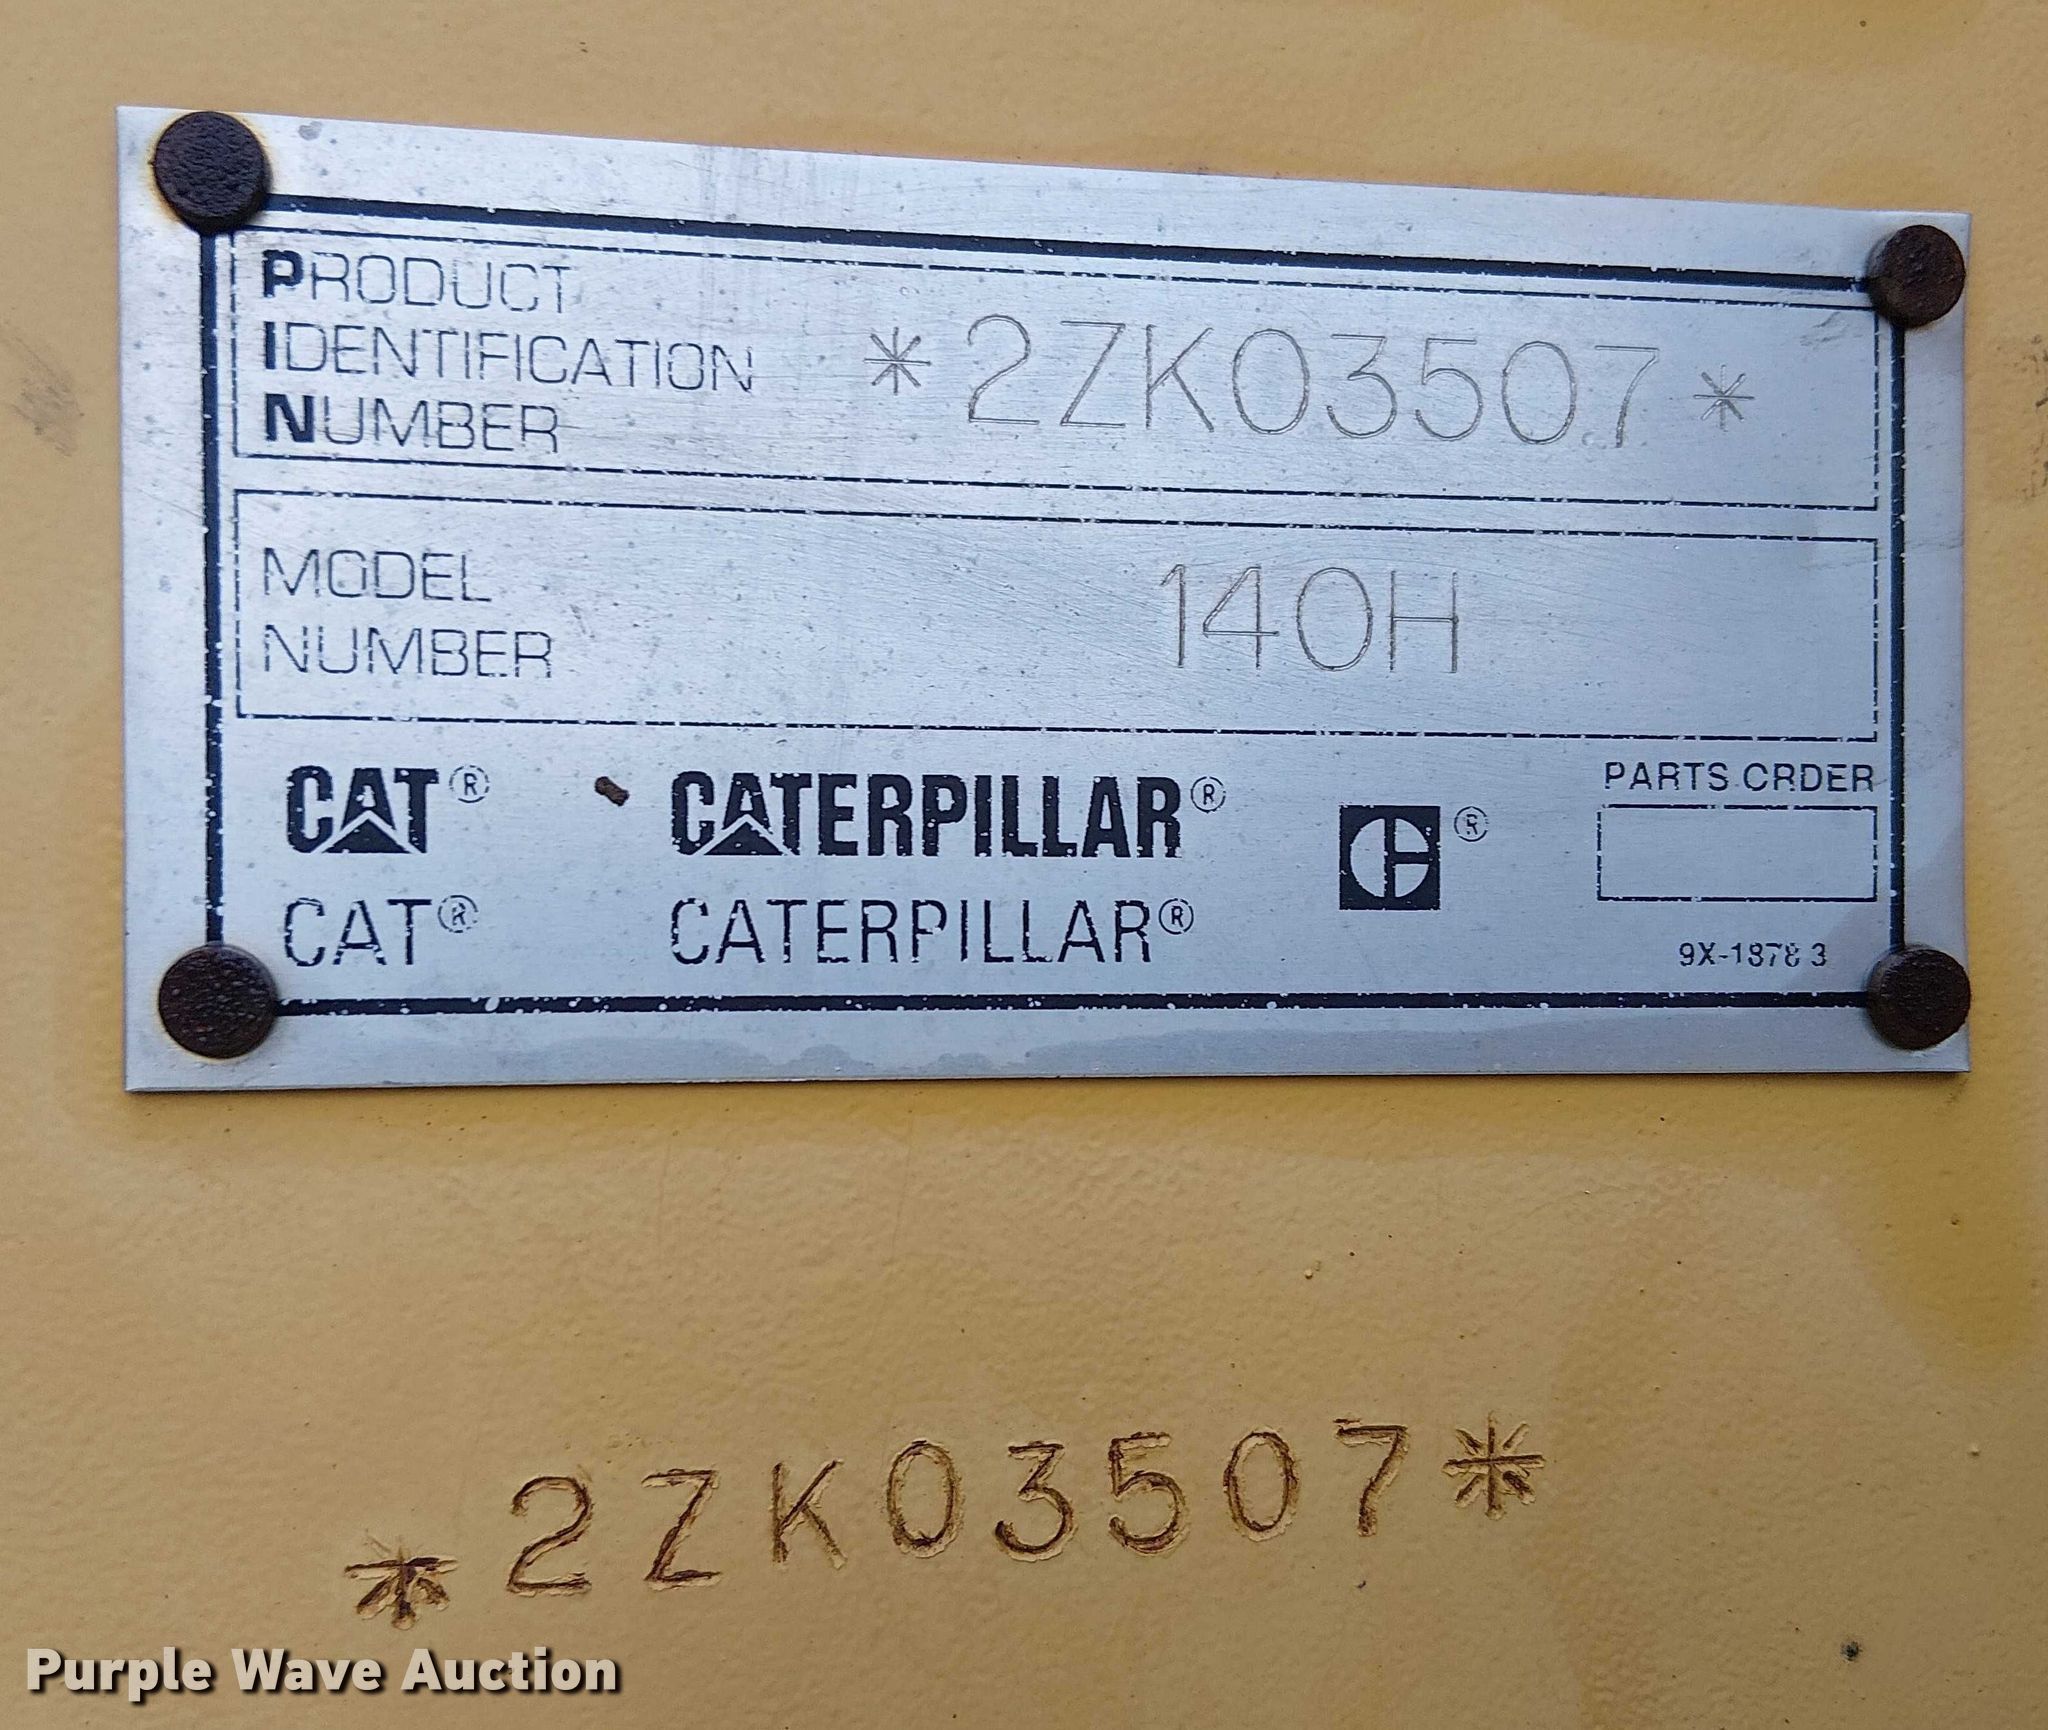 PRODUCT
IDENTIFICATION
NUMBER
*2ZK03507*
MODEL
NUMBER
140H
CAT® CATERPILLAR® ®
PARTS ORDER
CAT® CATERPILLAR®
9X-1878 3
*2ZK03507*
Purple Wave Auction